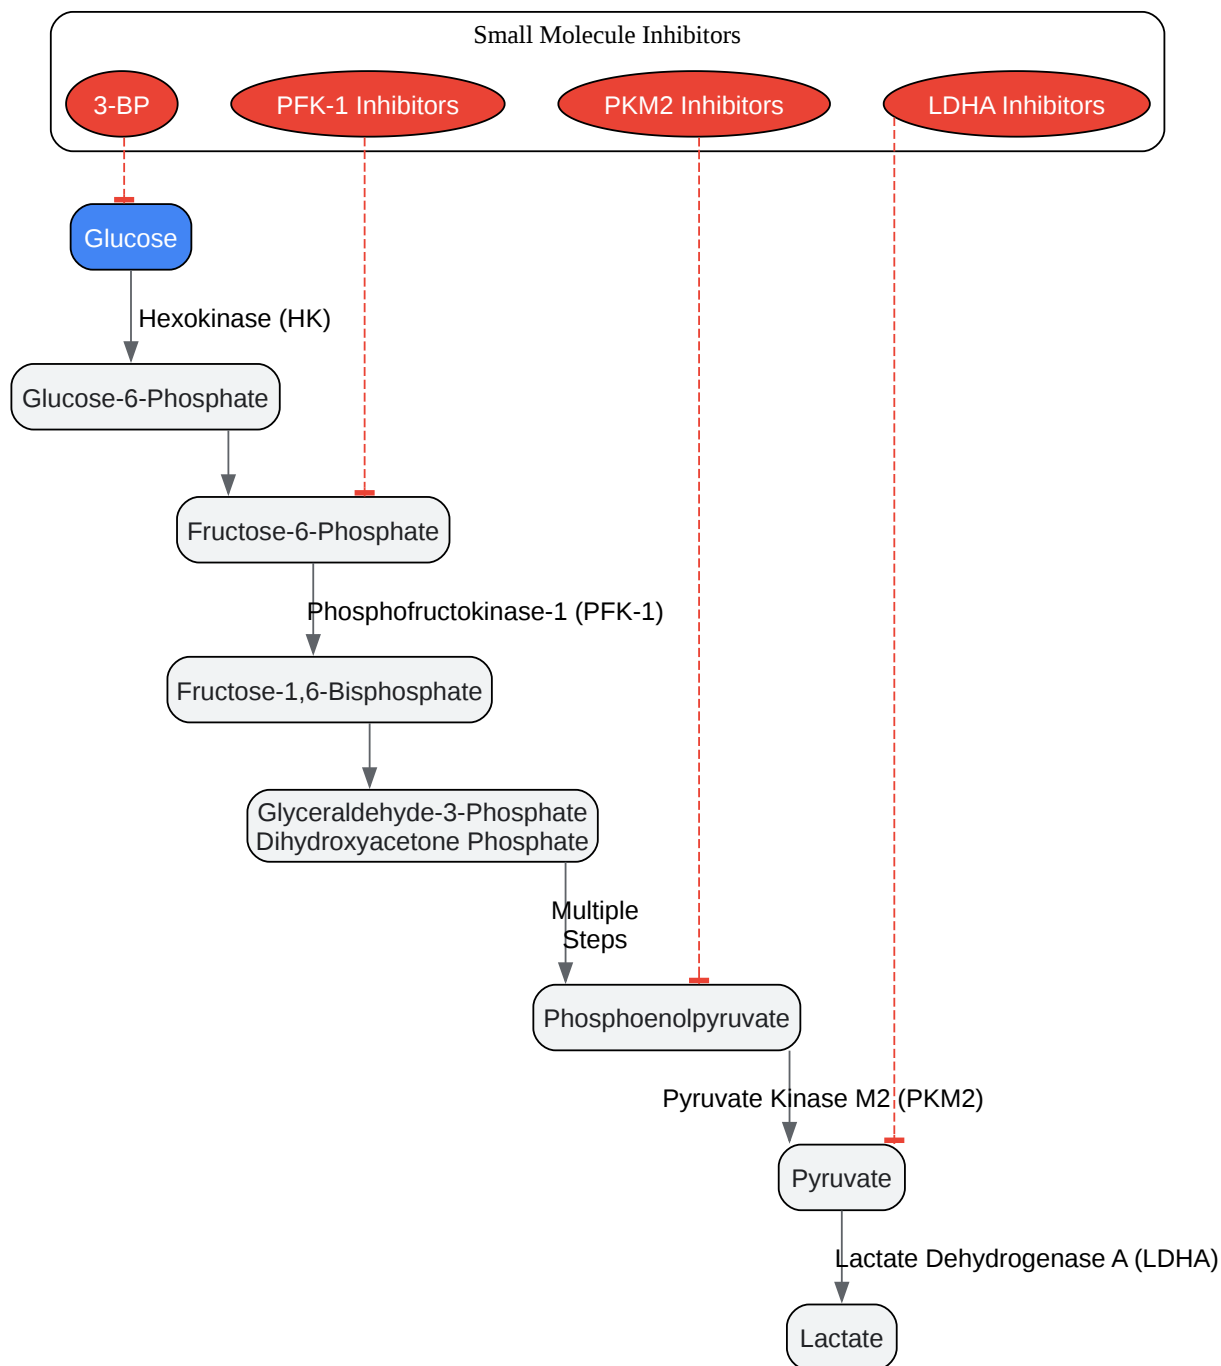 Small Molecule Inhibitors
3-BP
PFK-1 Inhibitors
PKM2 Inhibitors
LDHA Inhibitors
Glucose
Hexokinase (HK)
Glucose-6-Phosphate
Fructose-6-Phosphate
Phosphofructokinase-1 (PFK-1)
Fructose-1,6-Bisphosphate
Glyceraldehyde-3-Phosphate
Dihydroxyacetone Phosphate
Multiple
Steps
Phosphoenolpyruvate
Pyruvate Kinase M2 (PKM2)
Pyruvate
Lactate Dehydrogenase A (LDHA)
Lactate